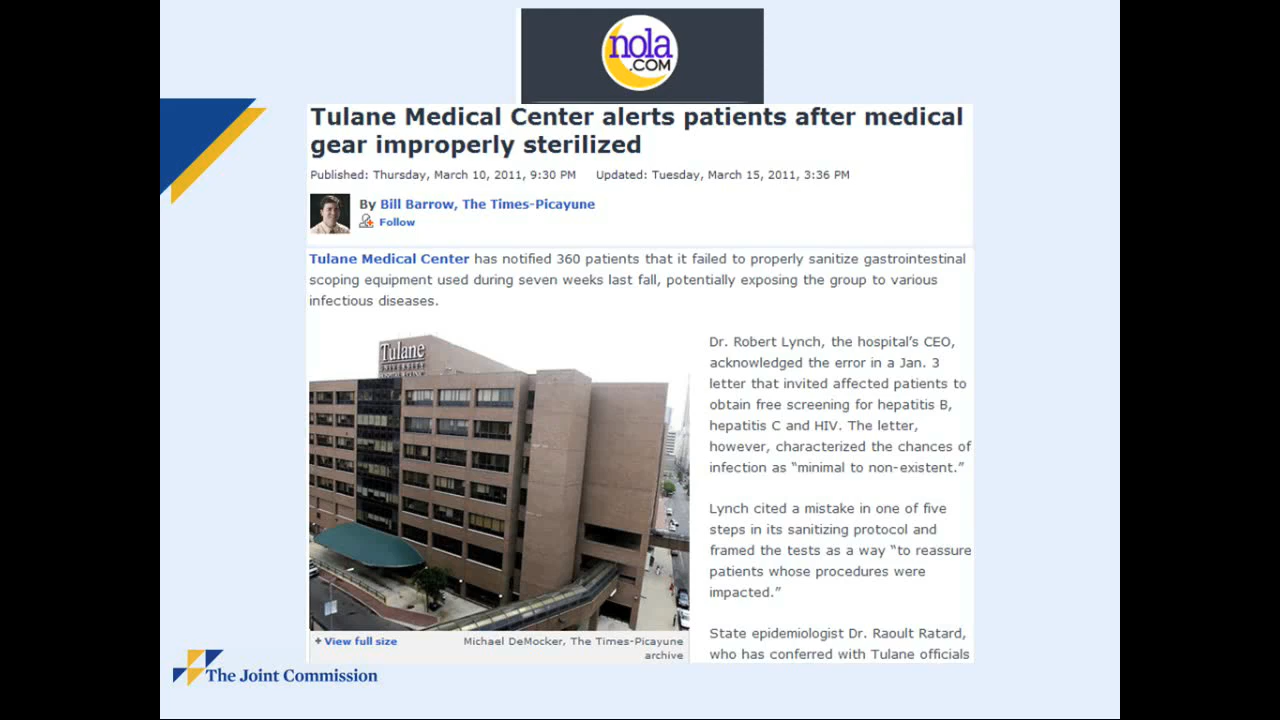 nola
.COM
Tulane Medical Center alerts patients after medical
gear improperly sterilized
Published: Thursday, March 10, 2011, 9:30 PM Updated: Tuesday, March 15, 2011, 3:36 PM
By Bill Barrow, The Times-Picayune
Follow
Tulane Medical Center has notified 360 patients that it failed to properly sanitize gastrointestinal
scoping equipment used during seven weeks last fall, potentially exposing the group to various
infectious diseases.
Tulane
UNIVERSITY
Dr. Robert Lynch, the hospital's CEO,
acknowledged the error in a Jan. 3
letter that invited affected patients to
obtain free screening for hepatitis B,
hepatitis C and HIV. The letter,
however, characterized the chances of
infection as “minimal to non-existent.”
Lynch cited a mistake in one of five
steps in its sanitizing protocol and
framed the tests as a way “to reassure
patients whose procedures were
impacted.”
State epidemiologist Dr. Raoult Ratard,
who has conferred with Tulane officials
+ View full size
Michael DeMocker, The Times-Picayune
archive
The Joint Commission